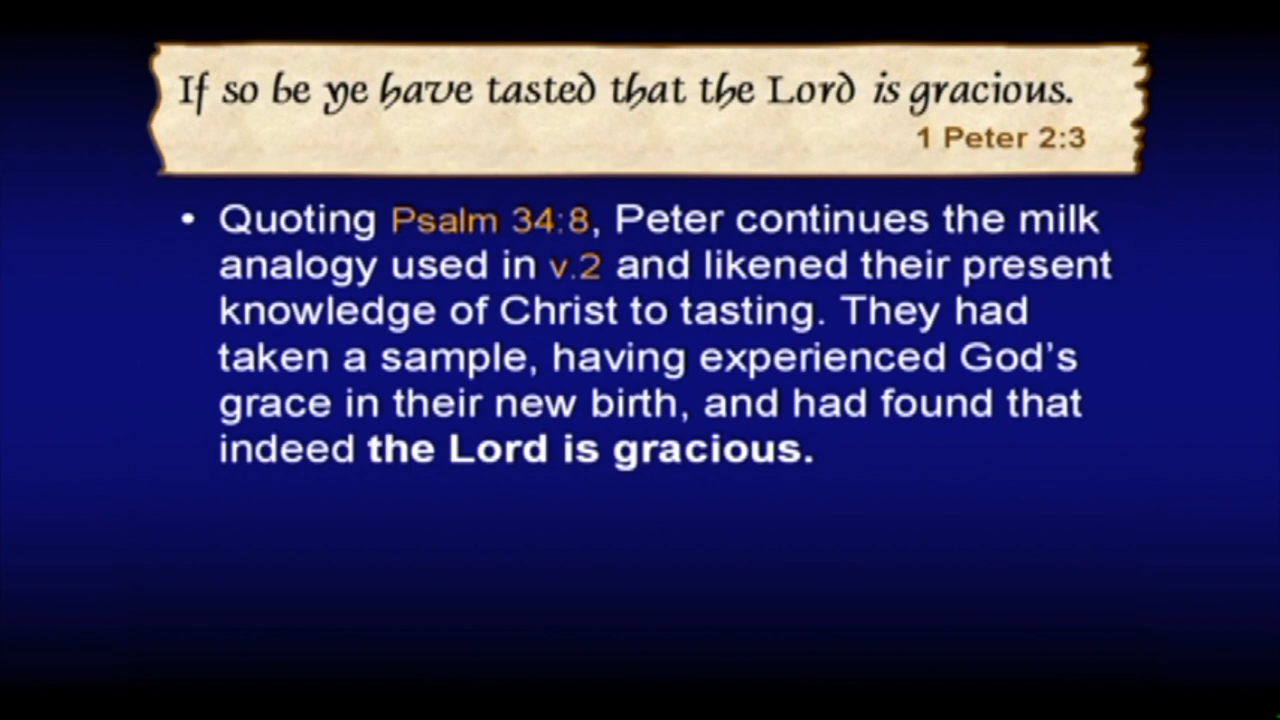 If so be ye have tasted that the Lord is gracious.
1 Peter 2:3
• Quoting Psalm 34:8, Peter continues the milk
analogy used in v.2 and likened their present
knowledge of Christ to tasting. They had
taken a sample, having experienced God's
grace in their new birth, and had found that
indeed the Lord is gracious.